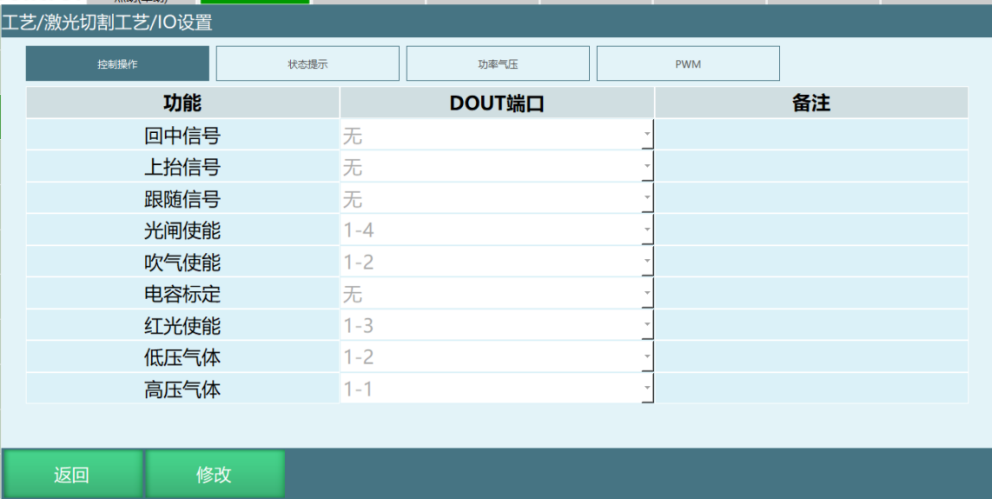 工艺/激光切割工艺/IO设置
控制操作 状态提示 功率气压 PWM
功能 DOUT端口 备注
回中信号 无
上抬信号 无
跟随信号 无
光闸使能 1-4
吹气使能 1-2
电容标定 无
红光使能 1-3
低压气体 1-2
高压气体 1-1
返回 修改